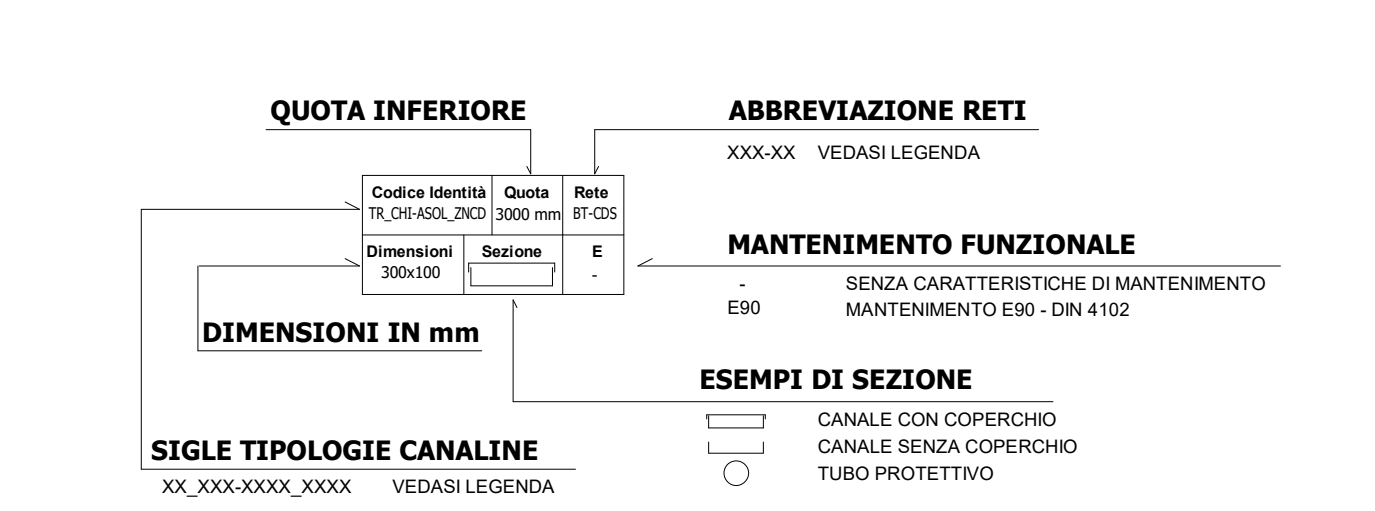 QUOTA INFERIORE
ABBREVIAZIONE RETI
XXX-XX VEDASI LEGENDA
Codice Identità Quota Rete
TR_CHI-ASOL_ZNCD 3000 mm BT-CDS
Dimensioni Sezione E
300x100 -
MANTENIMENTO FUNZIONALE
- SENZA CARATTERISTICHE DI MANTENIMENTO
E90 MANTENIMENTO E90 - DIN 4102
DIMENSIONI IN mm
ESEMPI DI SEZIONE
CANALE CON COPERCHIO
CANALE SENZA COPERCHIO
TUBO PROTETTIVO
SIGLE TIPOLOGIE CANALINE
XX_XXX-XXXX_XXXX VEDASI LEGENDA